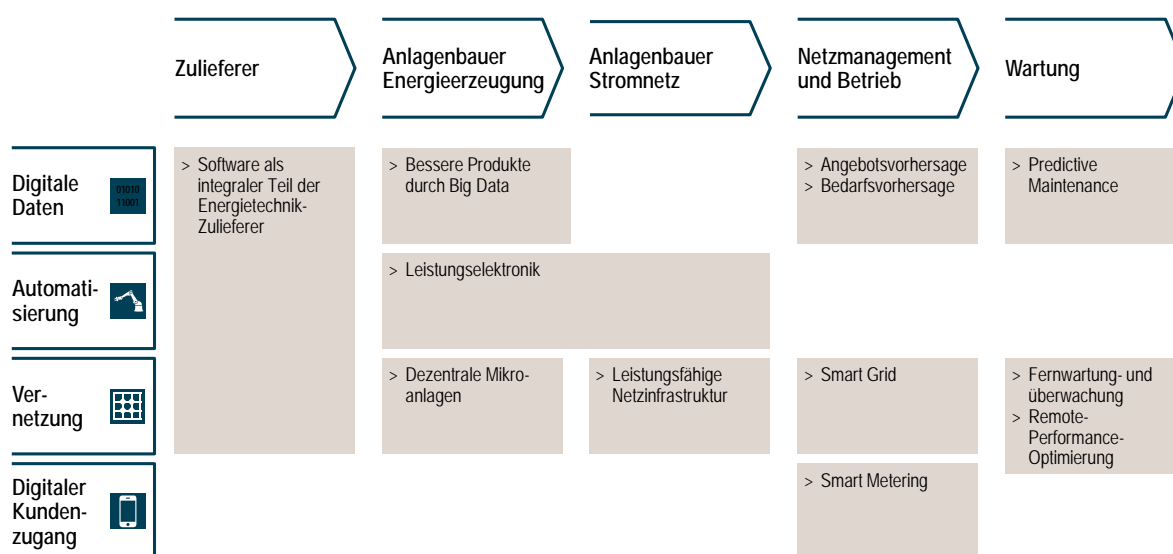 Zulieferer
Anlagenbauer
Energieerzeugung
Anlagenbauer
Stromnetz
Netzmanagement
und Betrieb
Wartung
Digitale
Daten
01010
11001
> Software als
integraler Teil der
Energietechnik-
Zulieferer
> Bessere Produkte
durch Big Data
> Angebotsvorhersage
> Bedarfsvorhersage
> Predictive
Maintenance
Automati-
sierung
> Leistungselektronik
Ver-
netzung
> Dezentrale Mikro-
anlagen
> Leistungsfähige
Netzinfrastruktur
> Smart Grid
> Fernwartung- und
überwachung
> Remote-
Performance-
Optimierung
Digitaler
Kunden-
zugang
> Smart Metering